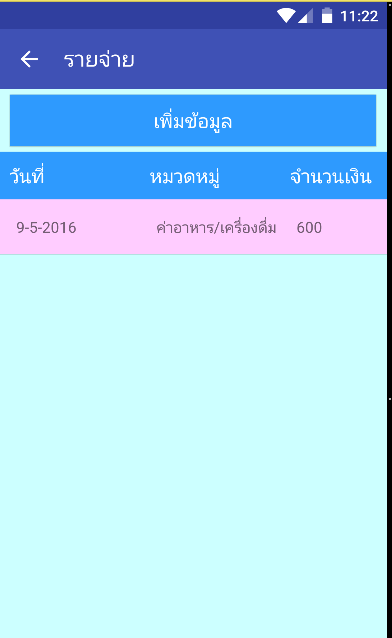 11:22
รายจ่าย
เพิ่มข้อมูล
วันที่ หมวดหมู่ จำนวนเงิน
9-5-2016 ค่าอาหาร/เครื่องดื่ม 600